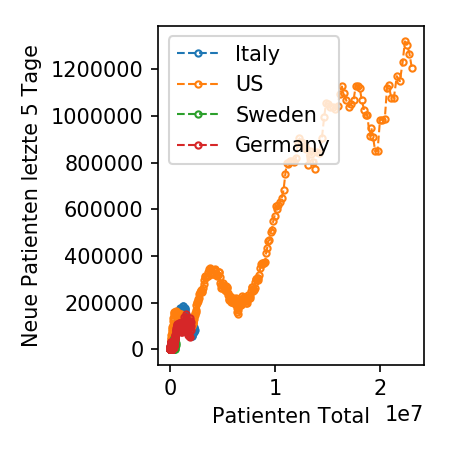 Neue Patienten letzte 5 Tage
1200000
1000000
800000
600000
400000
200000
0
Italy
US
Sweden
Germany
0 1 2
1e7
Patienten Total